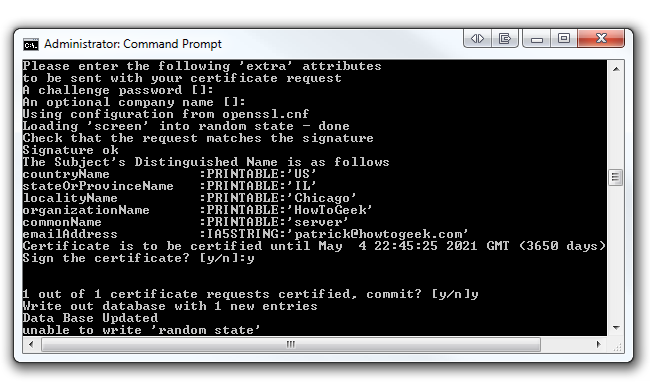 Administrator: Command Prompt
Please enter the following 'extra' attributes
to be sent with your certificate request
A challenge password []:
An optional company name []:
Using configuration from openssl.cnf
Loading 'screen' into random state - done
Check that the request matches the signature
Signature ok
The Subject's Distinguished Name is as follows
countryName           :PRINTABLE:'US'
stateOrProvinceName   :PRINTABLE:'IL'
localityName          :PRINTABLE:'Chicago'
organizationName      :PRINTABLE:'HowToGeek'
commonName            :PRINTABLE:'server'
emailAddress          :IA5STRING:'patrick@howtogeek.com'
Certificate is to be certified until May  4 22:45:25 2021 GMT (3650 days)
Sign the certificate? [y/n]:y
1 out of 1 certificate requests certified, commit? [y/n]y
Write out database with 1 new entries
Data Base Updated
unable to write 'random state'